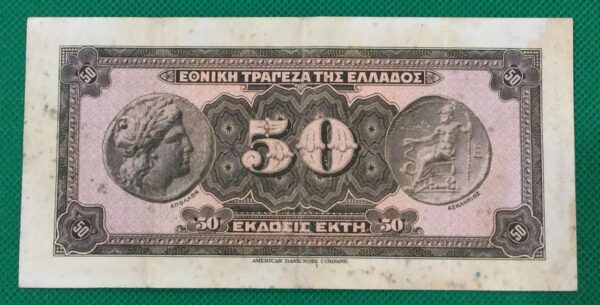 50 50
ΕΘΝΙΚΗ ΤΡΑΠΕΖΑ ΤΗΣ ΕΛΛΑΔΟΣ
50
ΑΠΟΛΛΩΝ
ΑΣΚΛΗΠΙΟΣ
50 50
ΕΚΔΟΣΙΣ ΕΚΤΗ
50 50
AMERICAN BANK NOTE COMPANY.